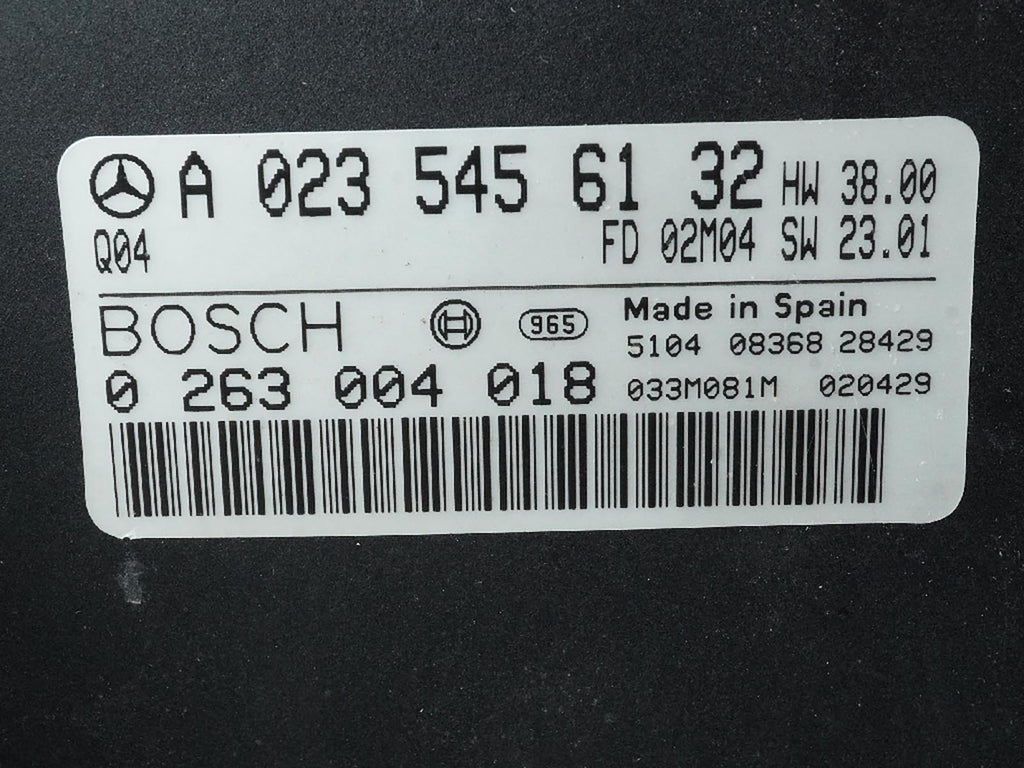 A 023 545 61 32 HW 38.00
Q04 FD 02M04 SW 23.01
BOSCH 965 Made in Spain
5104 08368 28429
0 263 004 018 033M081M 020429